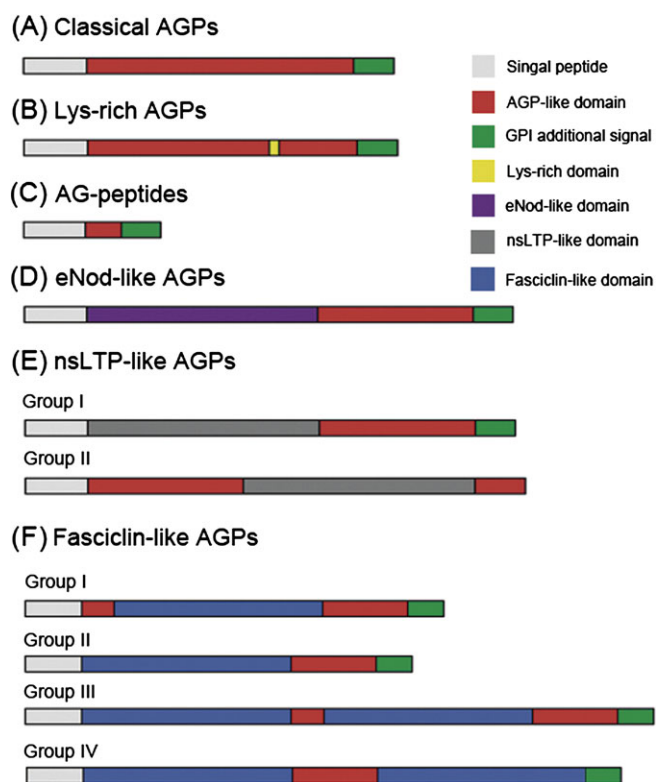 (A) Classical AGPs
(B) Lys-rich AGPs
(C) AG-peptides
(D) eNod-like AGPs
(E) nsLTP-like AGPs
Group I
Group II
(F) Fasciclin-like AGPs
Group I
Group II
Group III
Group IV
Singal peptide
AGP-like domain
GPI additional signal
Lys-rich domain
eNod-like domain
nsLTP-like domain
Fasciclin-like domain